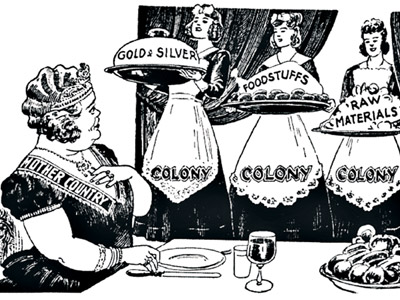 GOLD & SILVER
FOODSTUFFS
RAW
MATERIALS
MOTHER COUNTRY
COLONY
COLONY
COLONY